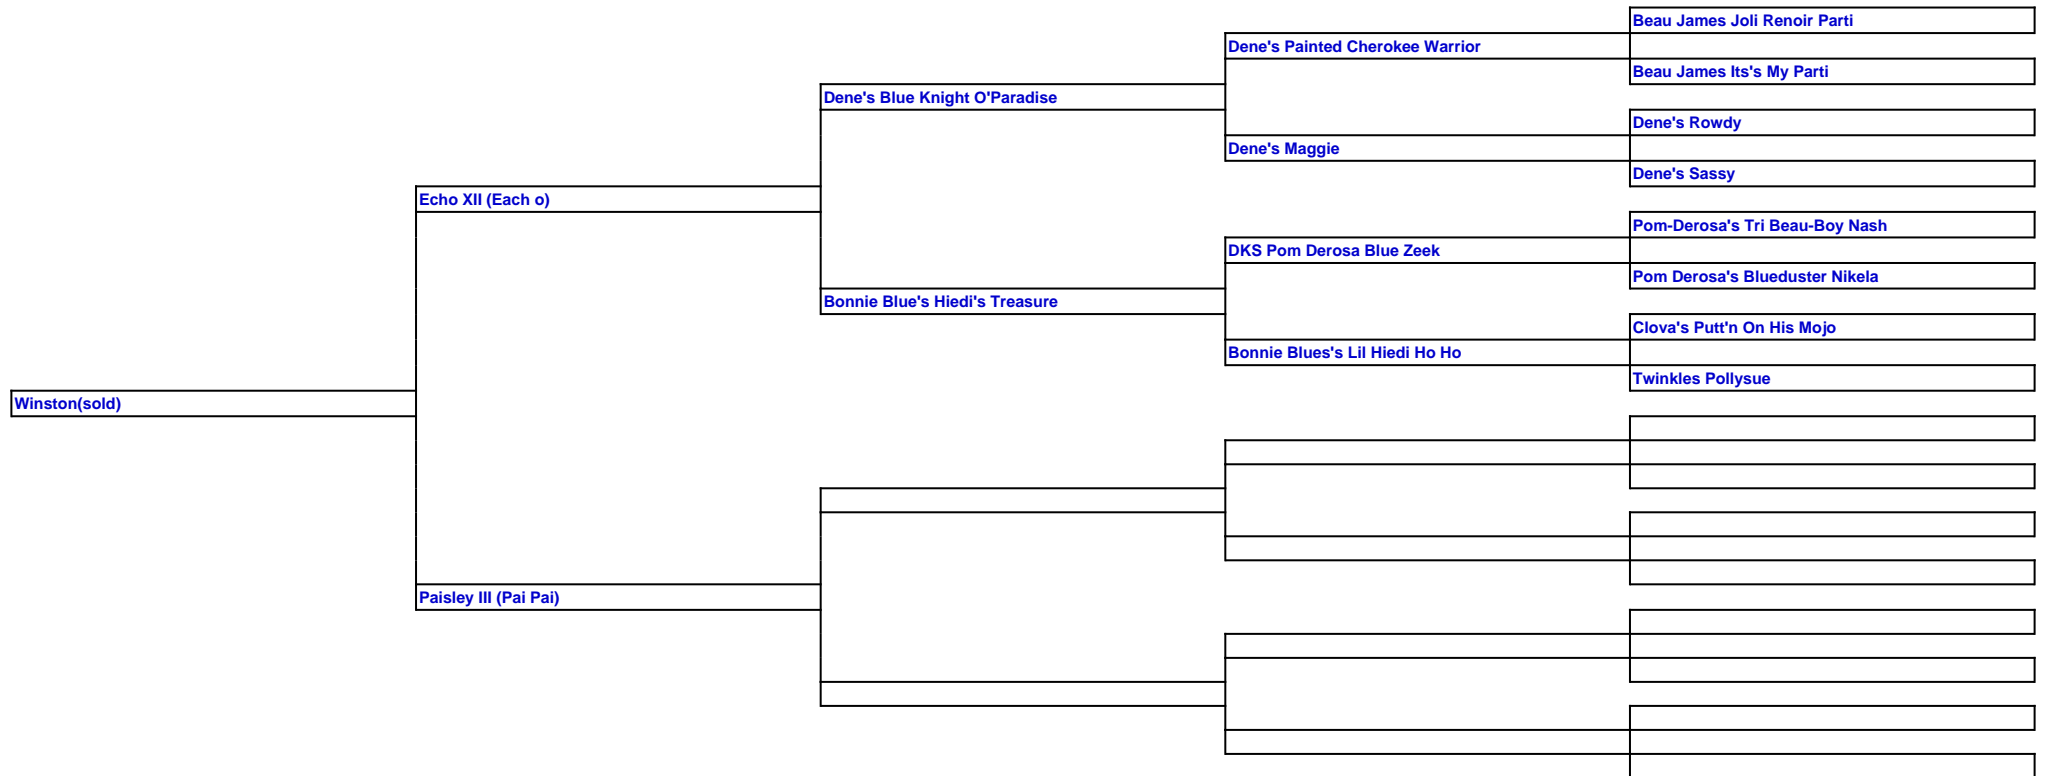 Beau James Joli Renoir Parti
Dene's Painted Cherokee Warrior
Beau James Its's My Parti
Dene's Blue Knight O'Paradise
Dene's Rowdy
Dene's Maggie
Dene's Sassy
Echo XII (Each o)
Pom-Derosa's Tri Beau-Boy Nash
DKS Pom Derosa Blue Zeek
Pom Derosa's Blueduster Nikela
Bonnie Blue's Hiedi's Treasure
Clova's Putt'n On His Mojo
Bonnie Blues's Lil Hiedi Ho Ho
Twinkles Pollysue
Winston(sold)
Paisley III (Pai Pai)